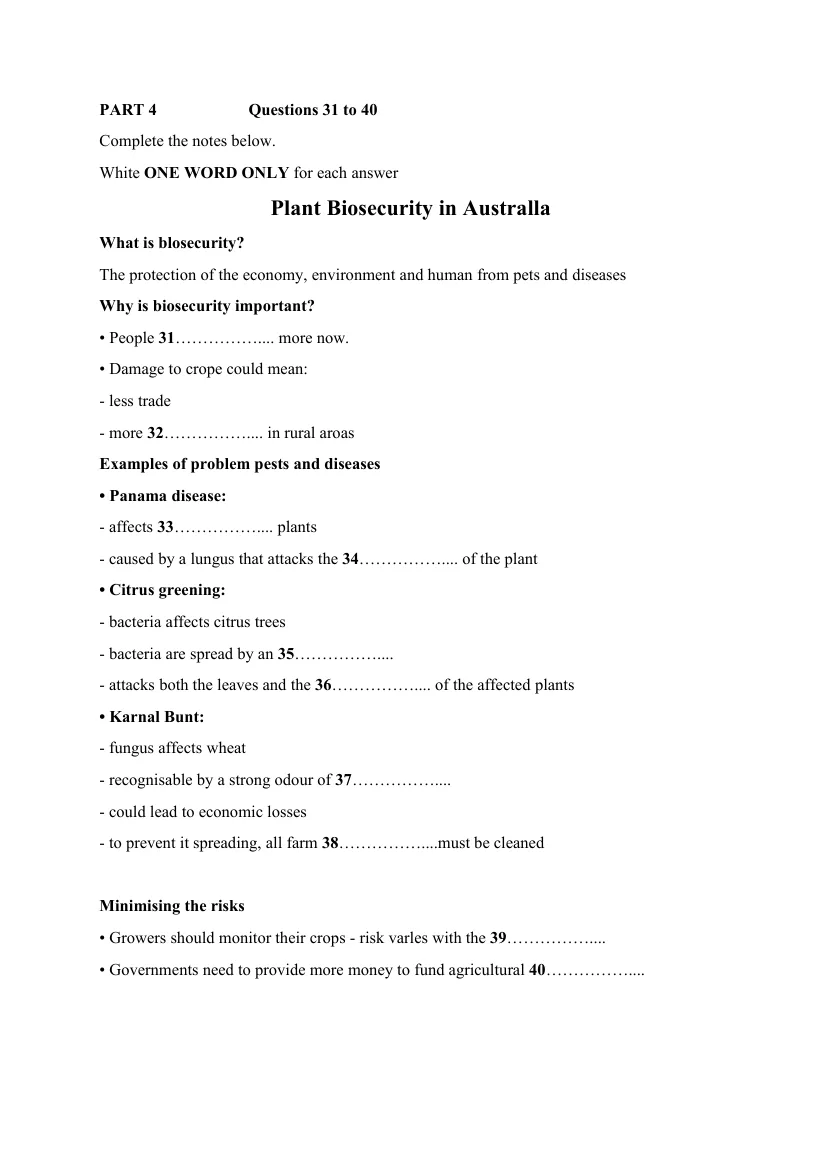 PART 4 Questions 31 to 40
Complete the notes below.
White ONE WORD ONLY for each answer
Plant Biosecurity in Australla
What is blosecurity?
The protection of the economy, environment and human from pets and diseases
Why is biosecurity important?
• People 31…………….... more now.
• Damage to crope could mean:
- less trade
- more 32…………….... in rural aroas
Examples of problem pests and diseases
• Panama disease:
- affects 33…………….... plants
- caused by a lungus that attacks the 34…………….... of the plant
• Citrus greening:
- bacteria affects citrus trees
- bacteria are spread by an 35……………....
- attacks both the leaves and the 36…………….... of the affected plants
• Karnal Bunt:
- fungus affects wheat
- recognisable by a strong odour of 37……………....
- could lead to economic losses
- to prevent it spreading, all farm 38……………....must be cleaned
Minimising the risks
• Growers should monitor their crops - risk varles with the 39……………....
• Governments need to provide more money to fund agricultural 40……………....